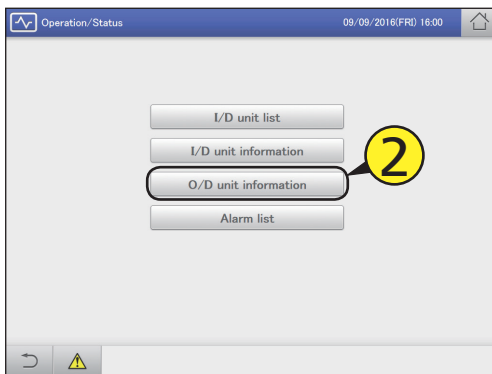 Operation/Status 09/09/2016(FRI) 16:00
I/D unit list
I/D unit information
O/D unit information
2
Alarm list